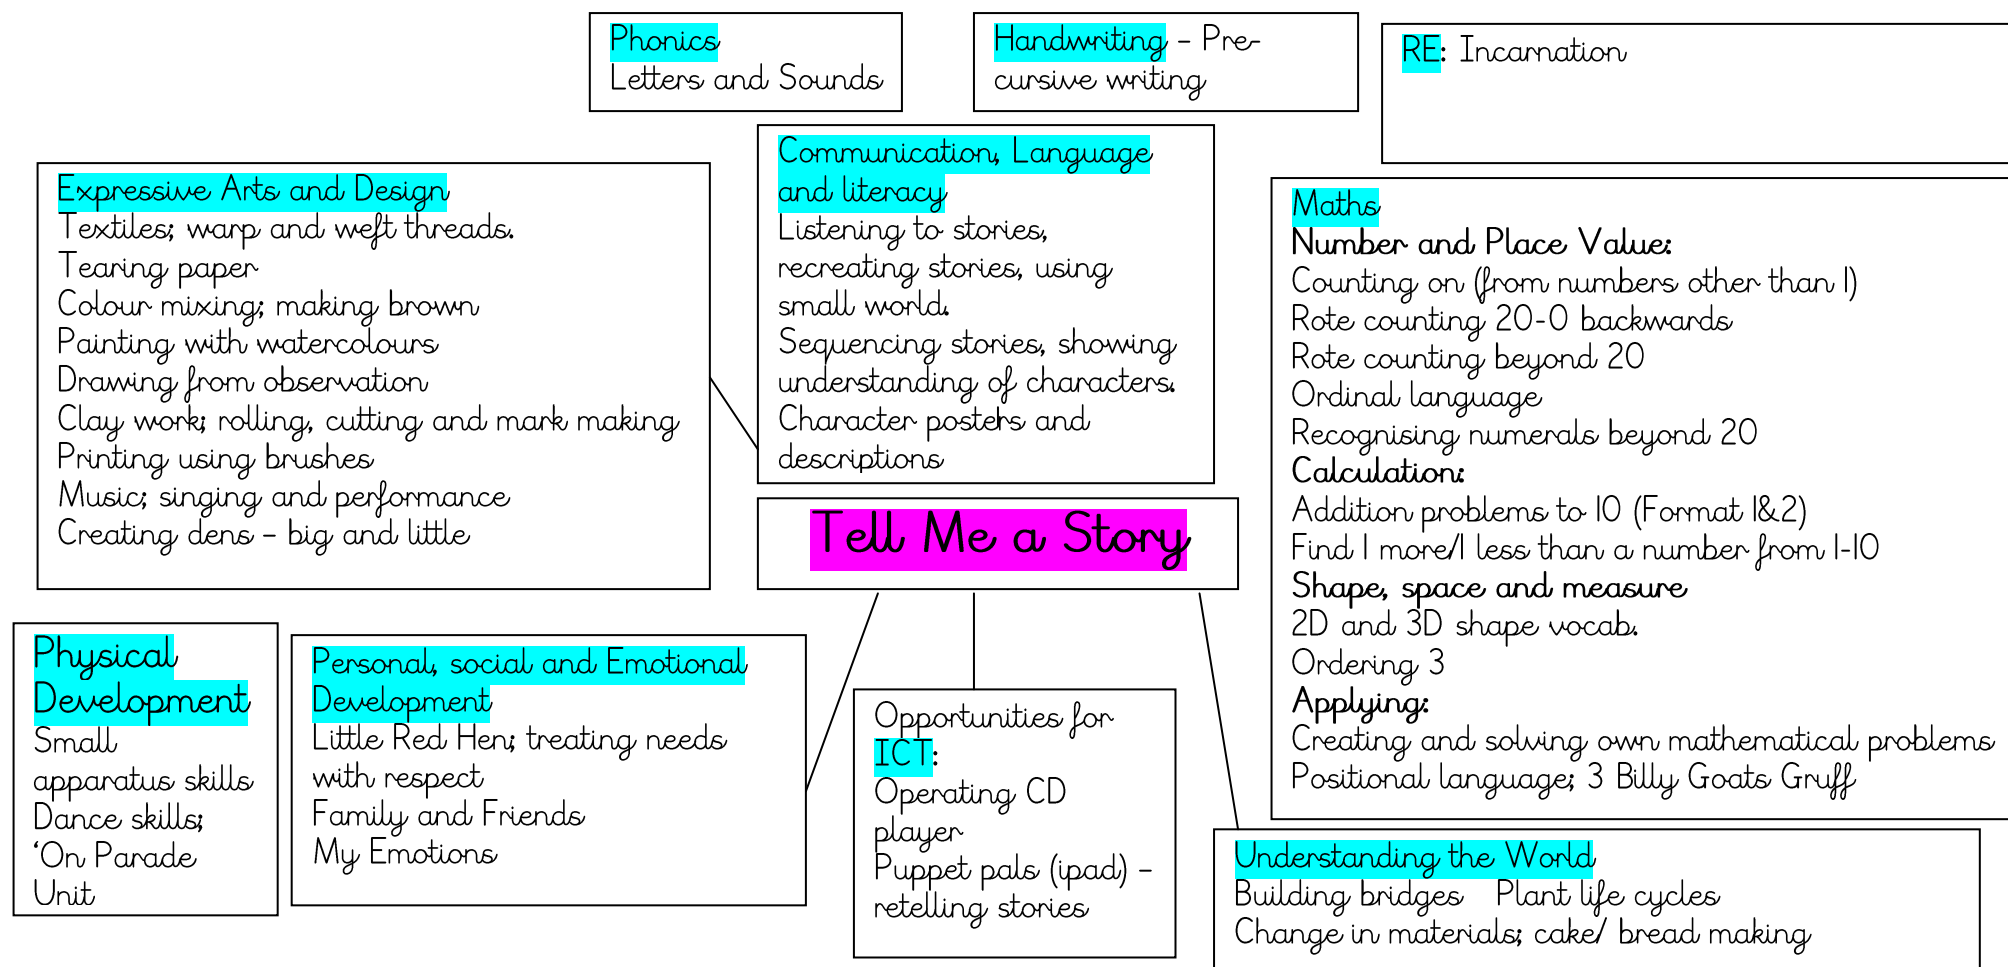 Phonics
Letters and Sounds
Handwriting – Pre-
cursive writing
RE: Incarnation
Expressive Arts and Design
Textiles; warp and weft threads.
Tearing paper
Colour mixing; making brown
Painting with watercolours
Drawing from observation
Clay work; rolling, cutting and mark making
Printing using brushes
Music; singing and performance
Creating dens – big and little
Communication, Language
and literacy
Listening to stories,
recreating stories, using
small world.
Sequencing stories, showing
understanding of characters.
Character posters and
descriptions
Maths
Number and Place Value:
Counting on (from numbers other than 1)
Rote counting 20-0 backwards
Rote counting beyond 20
Ordinal language
Recognising numerals beyond 20
Calculation:
Addition problems to 10 (Format 1&2)
Find 1 more/1 less than a number from 1-10
Shape, space and measure
2D and 3D shape vocab.
Ordering 3
Applying:
Creating and solving own mathematical problems
Positional language; 3 Billy Goats Gruff
Tell Me a Story
Physical
Development
Small
apparatus skills
Dance skills;
‘On Parade
Unit
Personal, social and Emotional
Development
Little Red Hen; treating needs
with respect
Family and Friends
My Emotions
Opportunities for
ICT:
Operating CD
player
Puppet pals (ipad) –
retelling stories
Understanding the World
Building bridges   Plant life cycles
Change in materials; cake/ bread making